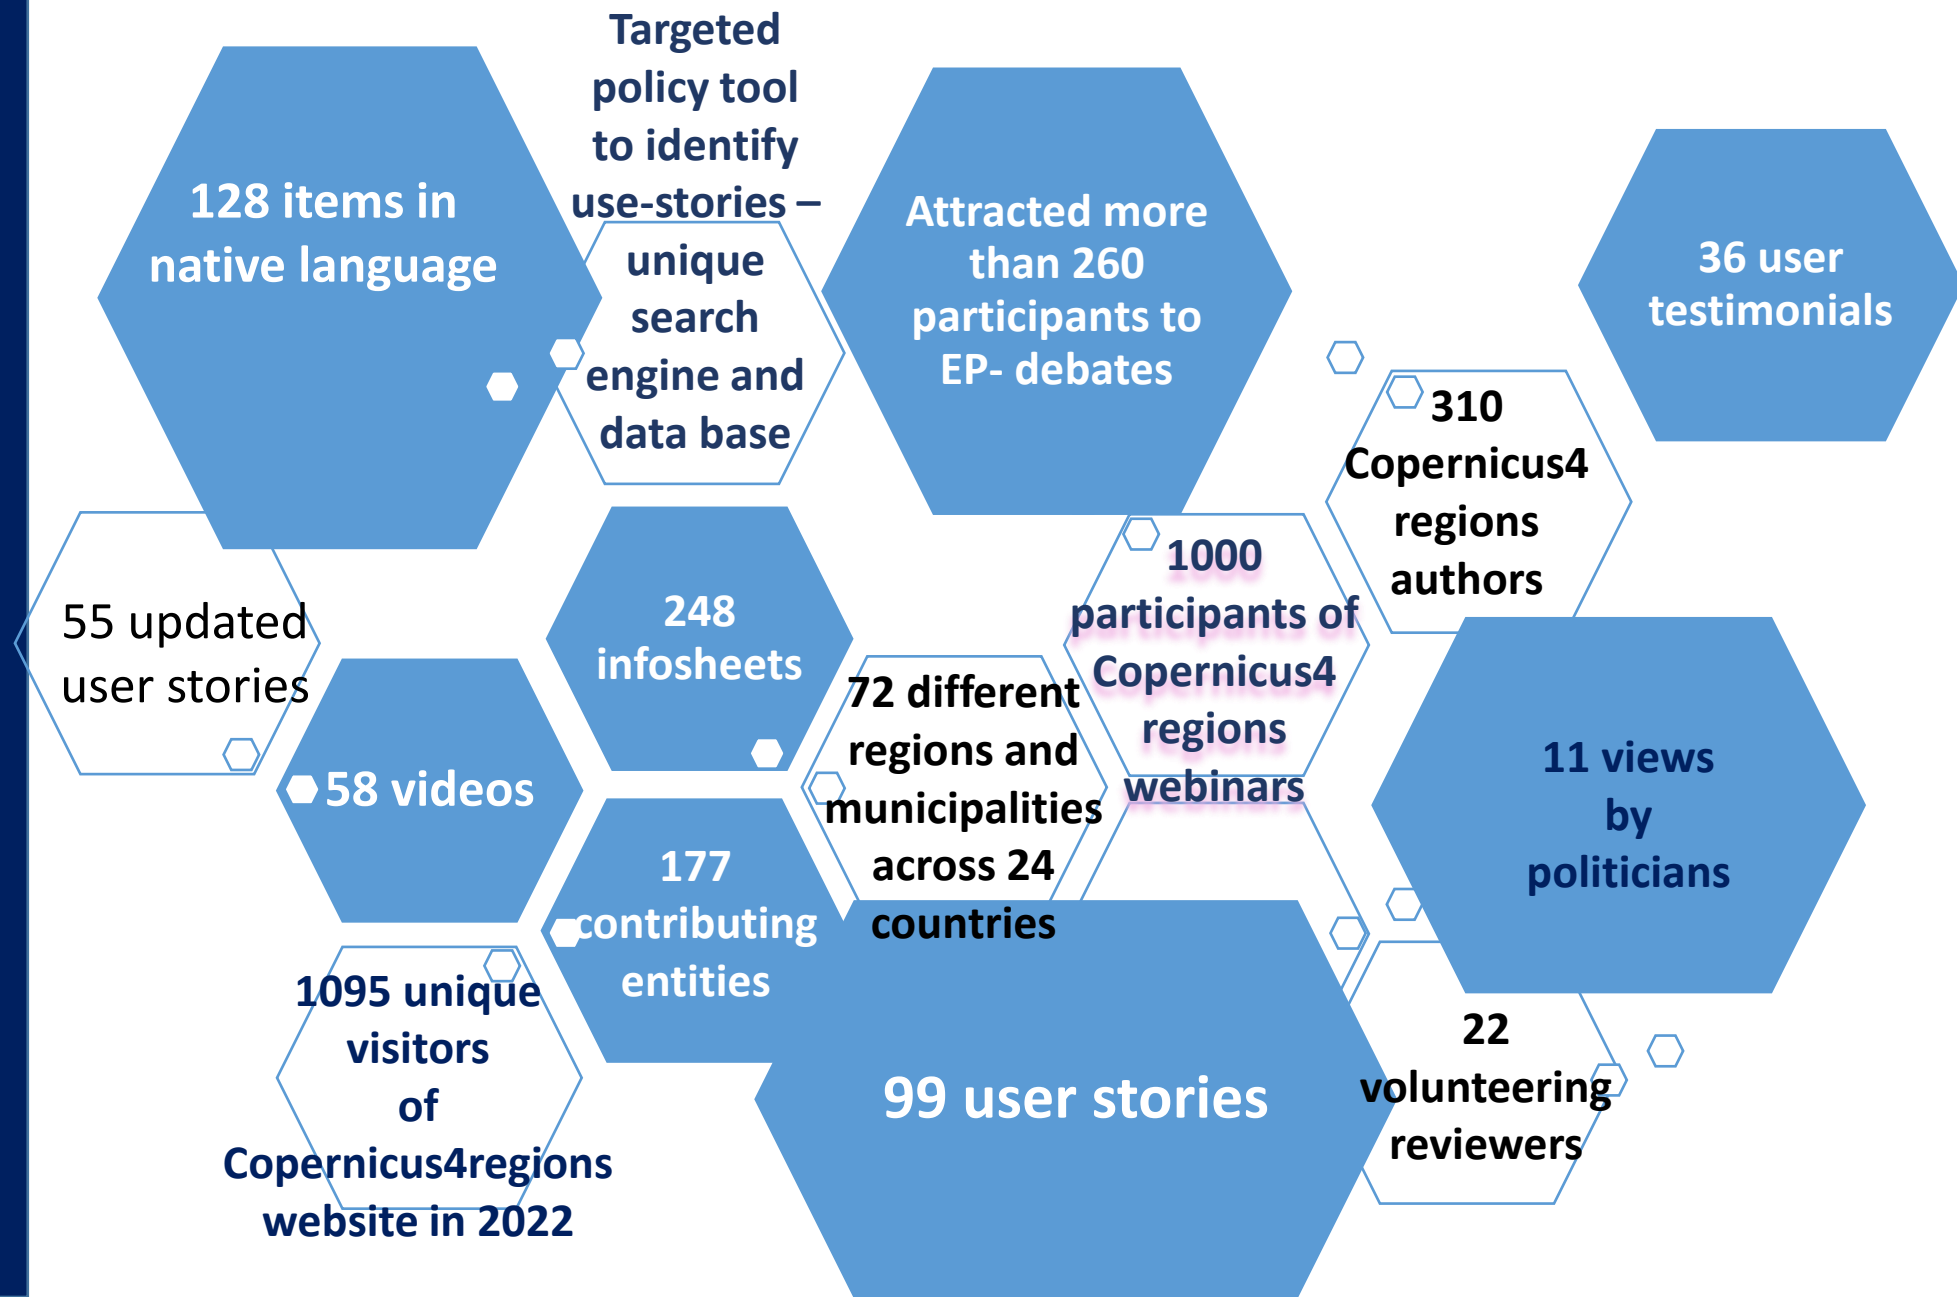 Targeted
policy tool
to identify
use-stories –
unique
search
engine and
data base
128 items in
native language
Attracted more
than 260
participants to
EP- debates
36 user
testimonials
310
Copernicus4
regions
authors
1000
participants of
Copernicus4
regions
webinars
55 updated
user stories
248
infosheets
72 different
regions and
municipalities
across 24
countries
58 videos
11 views
by
politicians
177
contributing
entities
1095 unique
visitors
of
Copernicus4regions
website in 2022
99 user stories
22
volunteering
reviewers